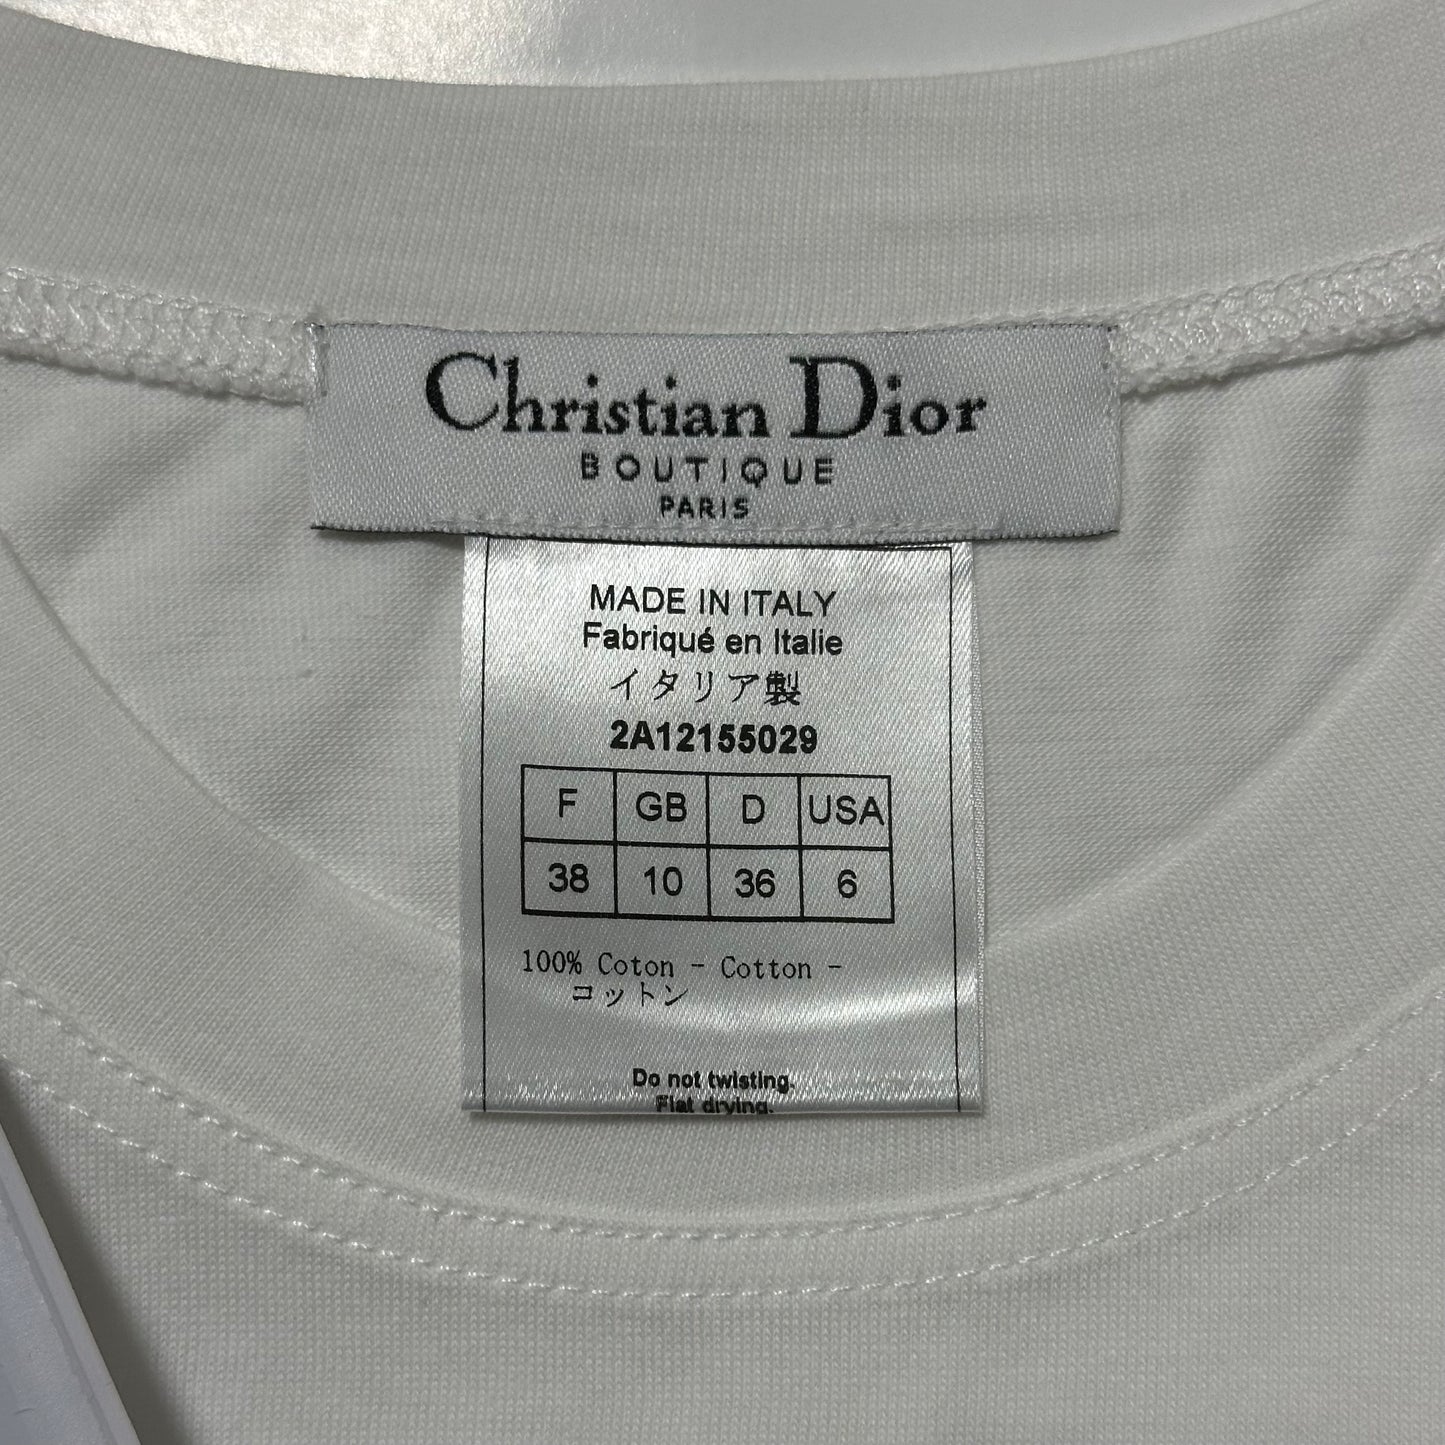 Christian Dior
BOUTIQUE
PARIS
MADE IN ITALY
Fabriqué en Italie
イタリア製
2A12155029
F GB D USA
38 10 36 6
100% Coton - Cotton -
コットン
Do not twisting.
Flat drying.